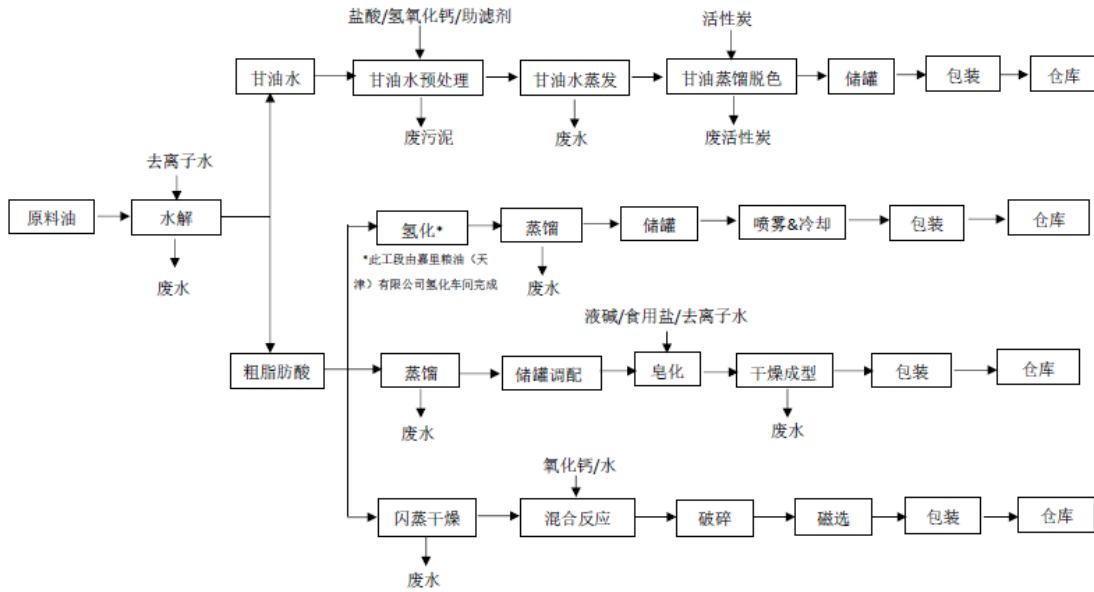 盐酸/氢氧化钙/助滤剂
活性炭
甘油水
甘油水预处理
甘油水蒸发
甘油蒸馏脱色
储罐
包装
仓库
废污泥
废水
废活性炭
去离子水
原料油
水解
废水
氢化*
蒸馏
储罐
喷雾&冷却
包装
仓库
*此工段由嘉里粮油（天
津）有限公司氢化车间完成
废水
液碱/食用盐/去离子水
粗脂肪酸
蒸馏
储罐调配
皂化
干燥成型
包装
仓库
废水
废水
氧化钙/水
闪蒸干燥
混合反应
破碎
磁选
包装
仓库
废水